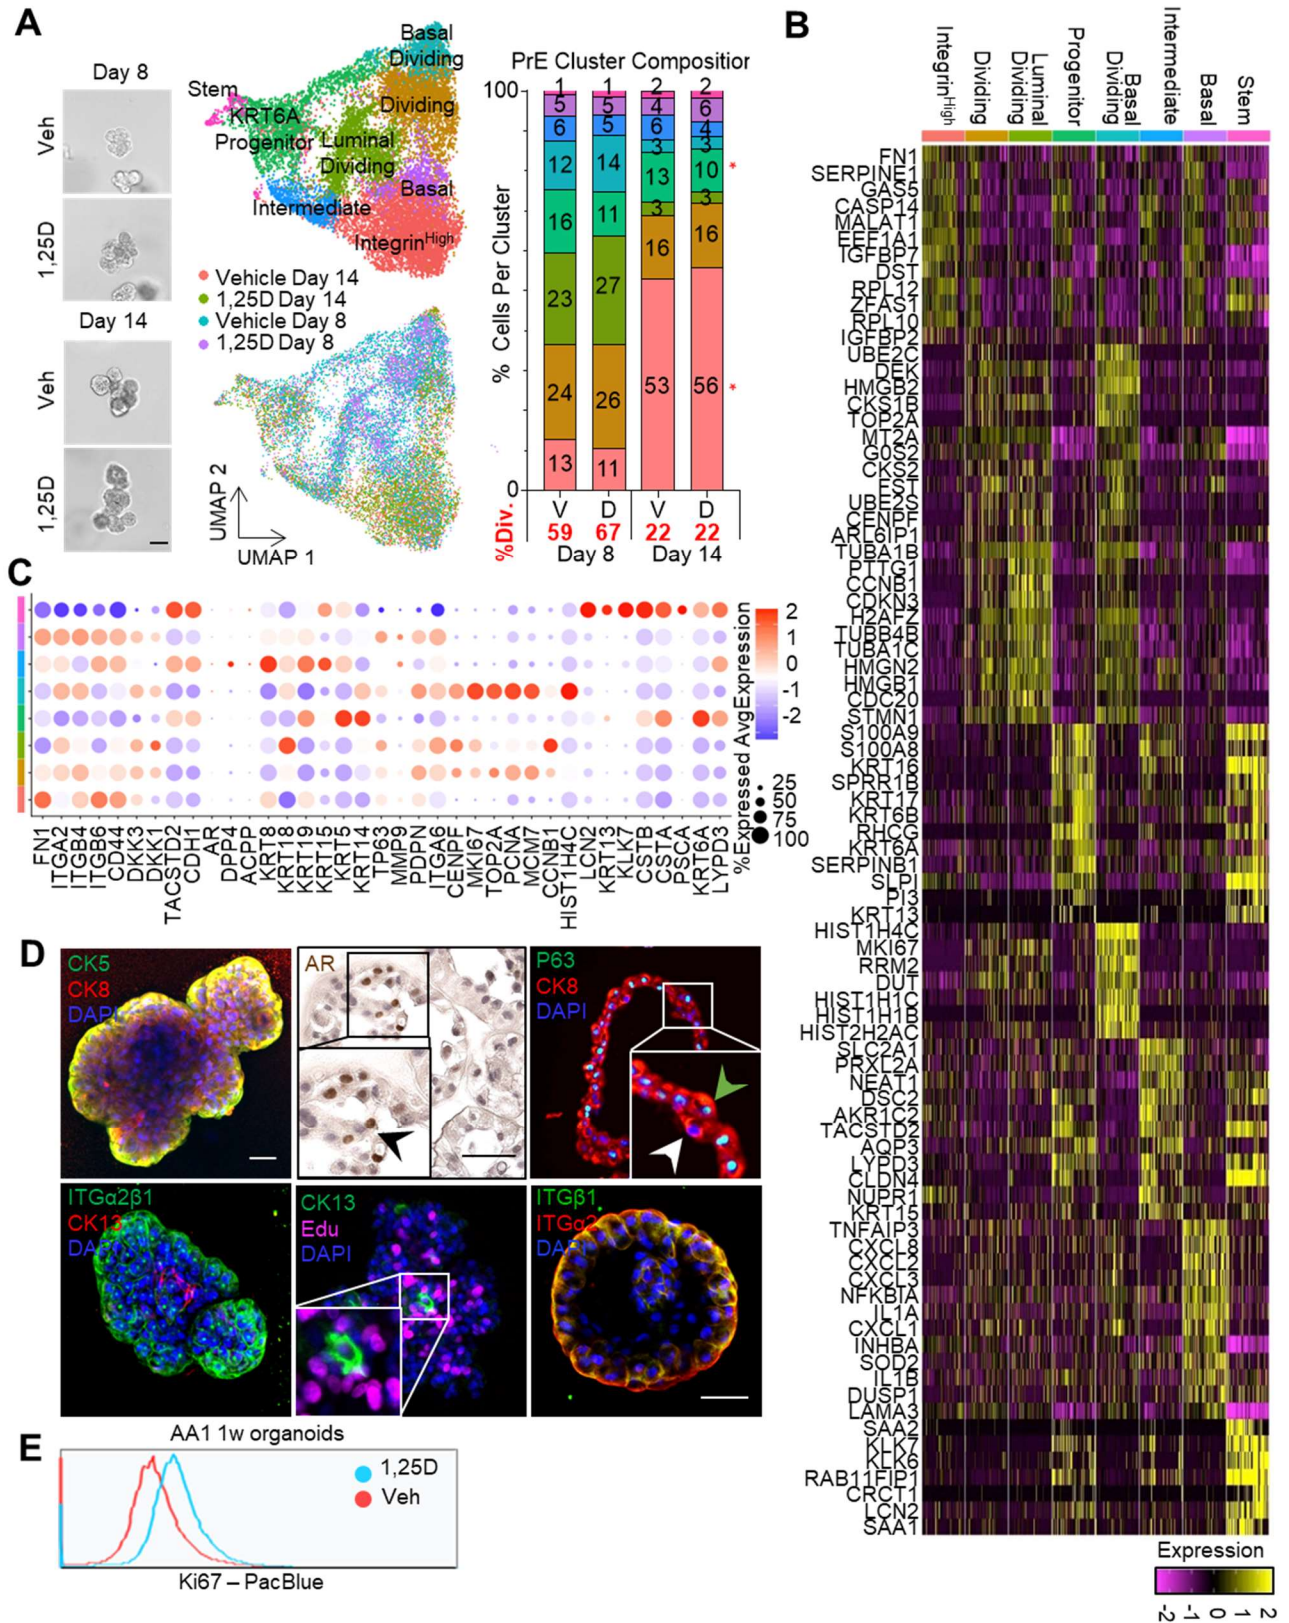 A
Day 8
Veh
1,25D
Day 14
Veh
1,25D
Basal
Dividing
Stem
Dividing
KRT6A
Progenitor
Luminal
Dividing
Basal
Intermediate
IntegrinHigh
Vehicle Day 14
1,25D Day 14
Vehicle Day 8
1,25D Day 8
UMAP 2
UMAP 1
PrE Cluster Composition
% Cells Per Cluster
100
0
1
5
6
12
16
23
24
13
1
5
5
14
11
27
26
11
2
4
6
3
13
3
16
53
2
6
4
3
10
3
16
56
*
*
V D V D
%Div.
59 67 22 22
Day 8 Day 14
B
IntegrinHigh
Dividing
Luminal
Dividing
Progenitor
Basal
Dividing
Intermediate
Basal
Stem
FN1
SERPINE1
GAS5
CASP14
MALAT1
EEF1A1
IGFBP7
DST
RPL12
ZFAS1
RPL10
IGFBP2
UBE2C
DEK
HMGB2
CKS1B
TOP2A
MT2A
G0S2
CKS2
FST
UBE2S
CENPF
ARL6IP1
TUBA1B
PTTG1
CCNB1
CDKN3
H2AFZ
TUBB4B
TUBA1C
HMGN2
HMGB1
CDC20
STMN1
S100A9
S100A8
KRT16
SPRR1B
KRT17
KRT6B
RHCG
KRT6A
SERPINB1
SLPI
PI3
KRT13
HIST1H4C
MKI67
RRM2
DUT
HIST1H1C
HIST1H1B
HIST2H2AC
SLC2A1
PRXL2A
NEAT1
DSC2
AKR1C2
TACSTD2
AQP3
LYPD3
CLDN4
NUPR1
KRT15
TNFAIP3
CXCL8
CXCL2
CXCL3
NFKBIA
IL1A
CXCL1
INHBA
SOD2
IL1B
DUSP1
LAMA3
SAA2
KLK7
KLK6
RAB11FIP1
CRCT1
LCN2
SAA1
Expression
-2 -1 0 1 2
C
FN1
ITGA2
ITGB4
ITGB6
CD44
DKK3
DKK1
TACSTD2
CDH1
AR
DPP4
ACPP
KRT8
KRT18
KRT19
KRT15
KRT5
KRT14
TP63
MMP9
PDPN
ITGA6
CENPF
MKI67
TOP2A
PCNA
MCM7
CCNB1
HIST1H4C
LCN2
KRT13
KLK7
CSTB
CSTA
PSCA
KRT6A
LYPD3
AvgExpression
2
1
0
-1
-2
%Expressed
25
50
75
100
D
CK5
CK8
DAPI
AR
P63
CK8
DAPI
ITGα2β1
CK13
DAPI
CK13
Edu
DAPI
ITGβ1
ITGα2
DAPI
E
AA1 1w organoids
1,25D
Veh
Ki67 – PacBlue